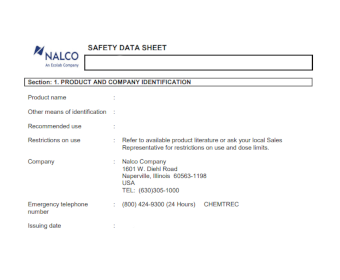 NALCO
An Ecolab Company
SAFETY DATA SHEET
Section: 1. PRODUCT AND COMPANY IDENTIFICATION
Product name :
Other means of identification :
Recommended use :
Restrictions on use : Refer to available product literature or ask your local Sales
Representative for restrictions on use and dose limits.
Company : Nalco Company
1601 W. Diehl Road
Naperville, Illinois 60563-1198
USA
TEL: (630)305-1000
Emergency telephone : (800) 424-9300 (24 Hours) CHEMTREC
number
Issuing date :